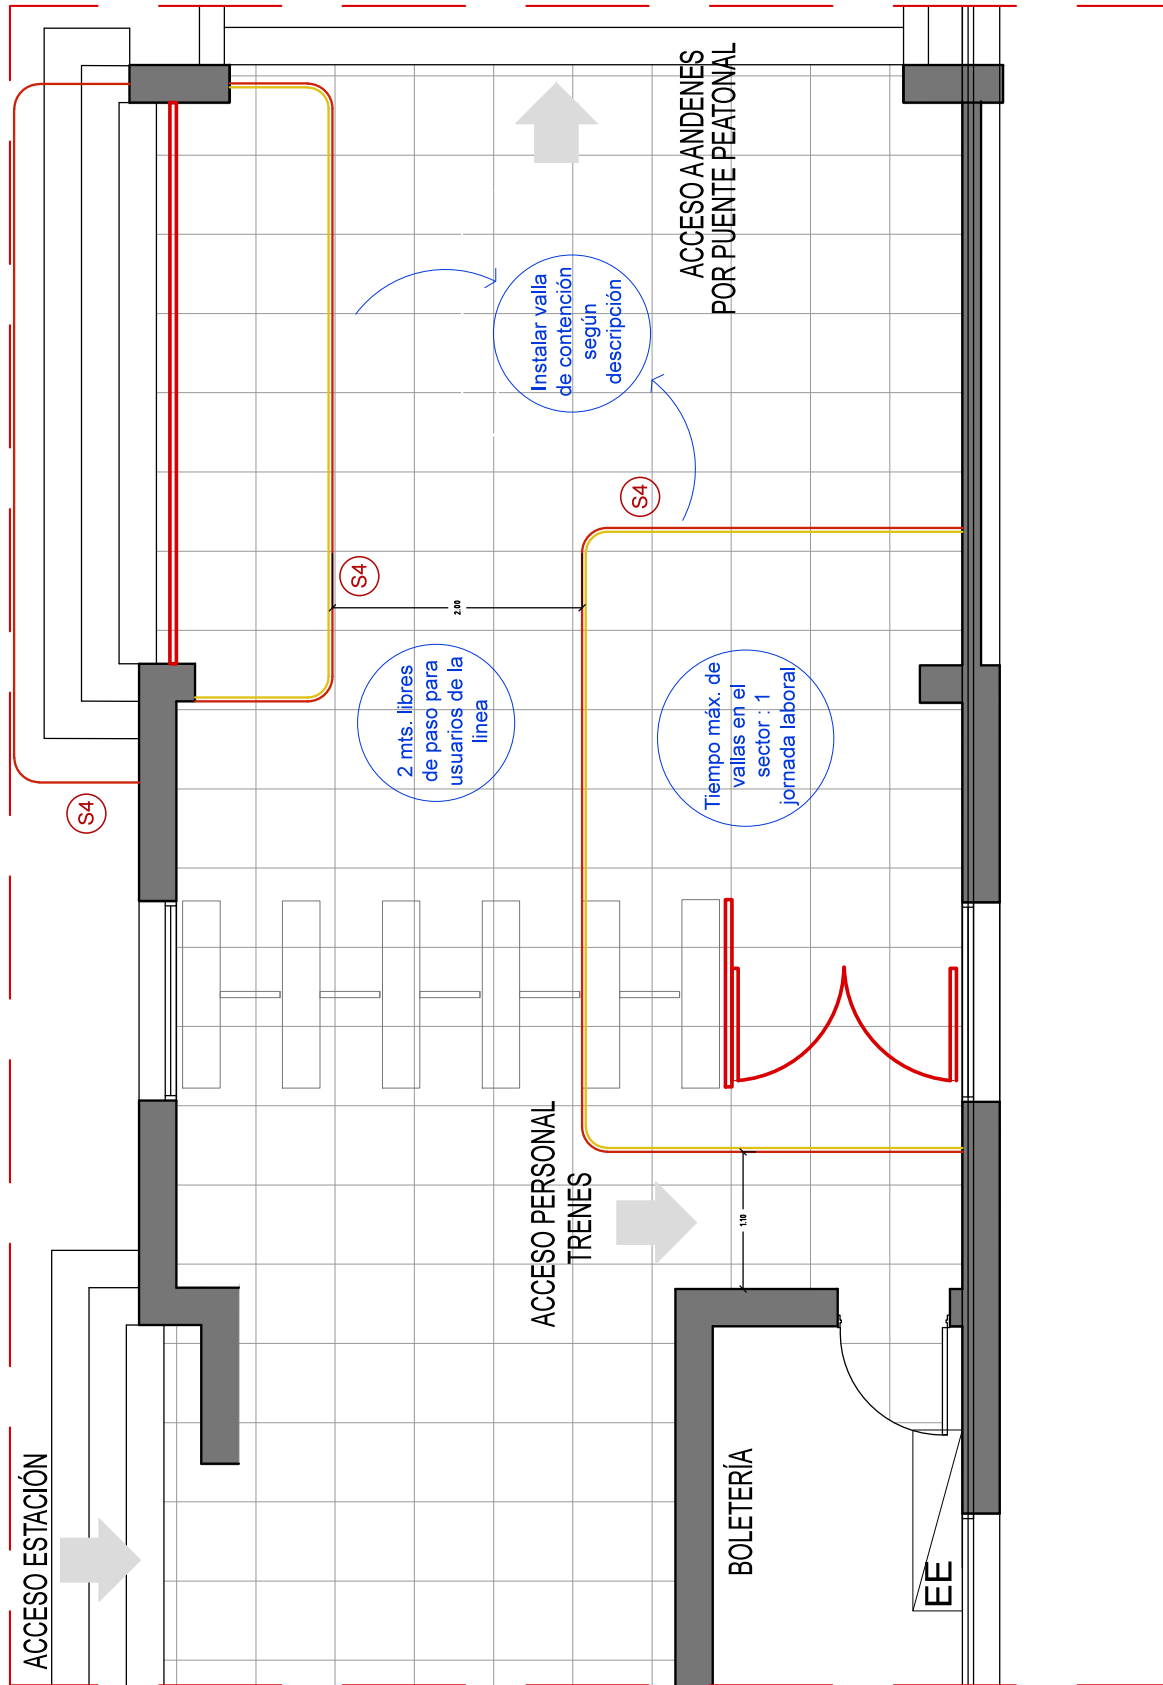 ACCESO ESTACIÓN
S4
S4
2 mts. libres
de paso para
usuarios de la
linea
2.00
Instalar valla
de contención
según
descripción
S4
ACCESO A ANDENES
POR PUENTE PEATONAL
Tiempo máx. de
vallas en el
sector : 1
jornada laboral
ACCESO PERSONAL
TRENES
1.10
BOLETERÍA
EE